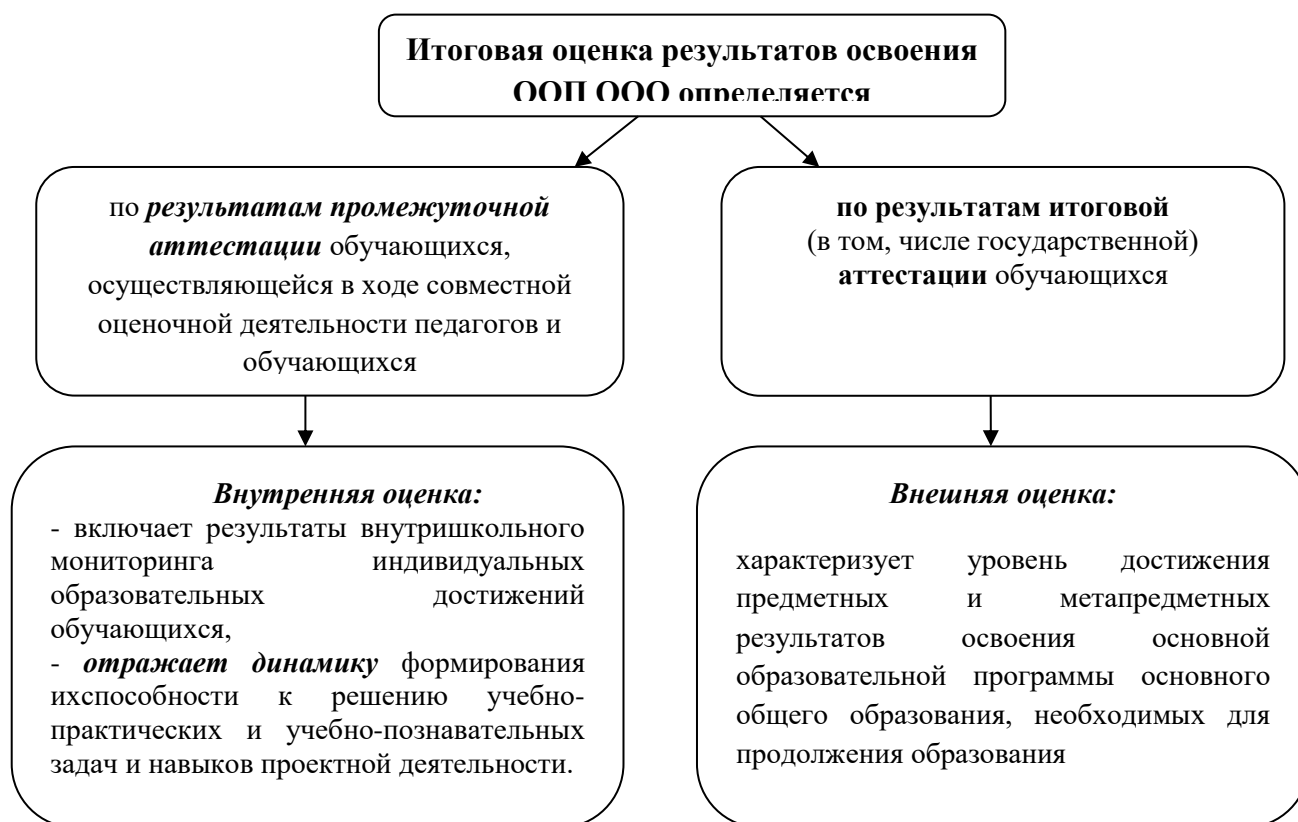 Итоговая оценка результатов освоения
ООП ООО определяется
по результатам промежуточной
аттестации обучающихся,
осуществляющейся в ходе совместной
оценочной деятельности педагогов и
обучающихся
по результатам итоговой
(в том, числе государственной)
аттестации обучающихся
Внутренняя оценка:
- включает результаты внутришкольного
мониторинга индивидуальных
образовательных достижений
обучающихся,
- отражает динамику формирования
ихспособности к решению учебно-
практических и учебно-познавательных
задач и навыков проектной деятельности.
Внешняя оценка:
характеризует уровень достижения
предметных и метапредметных
результатов освоения основной
образовательной программы основного
общего образования, необходимых для
продолжения образования